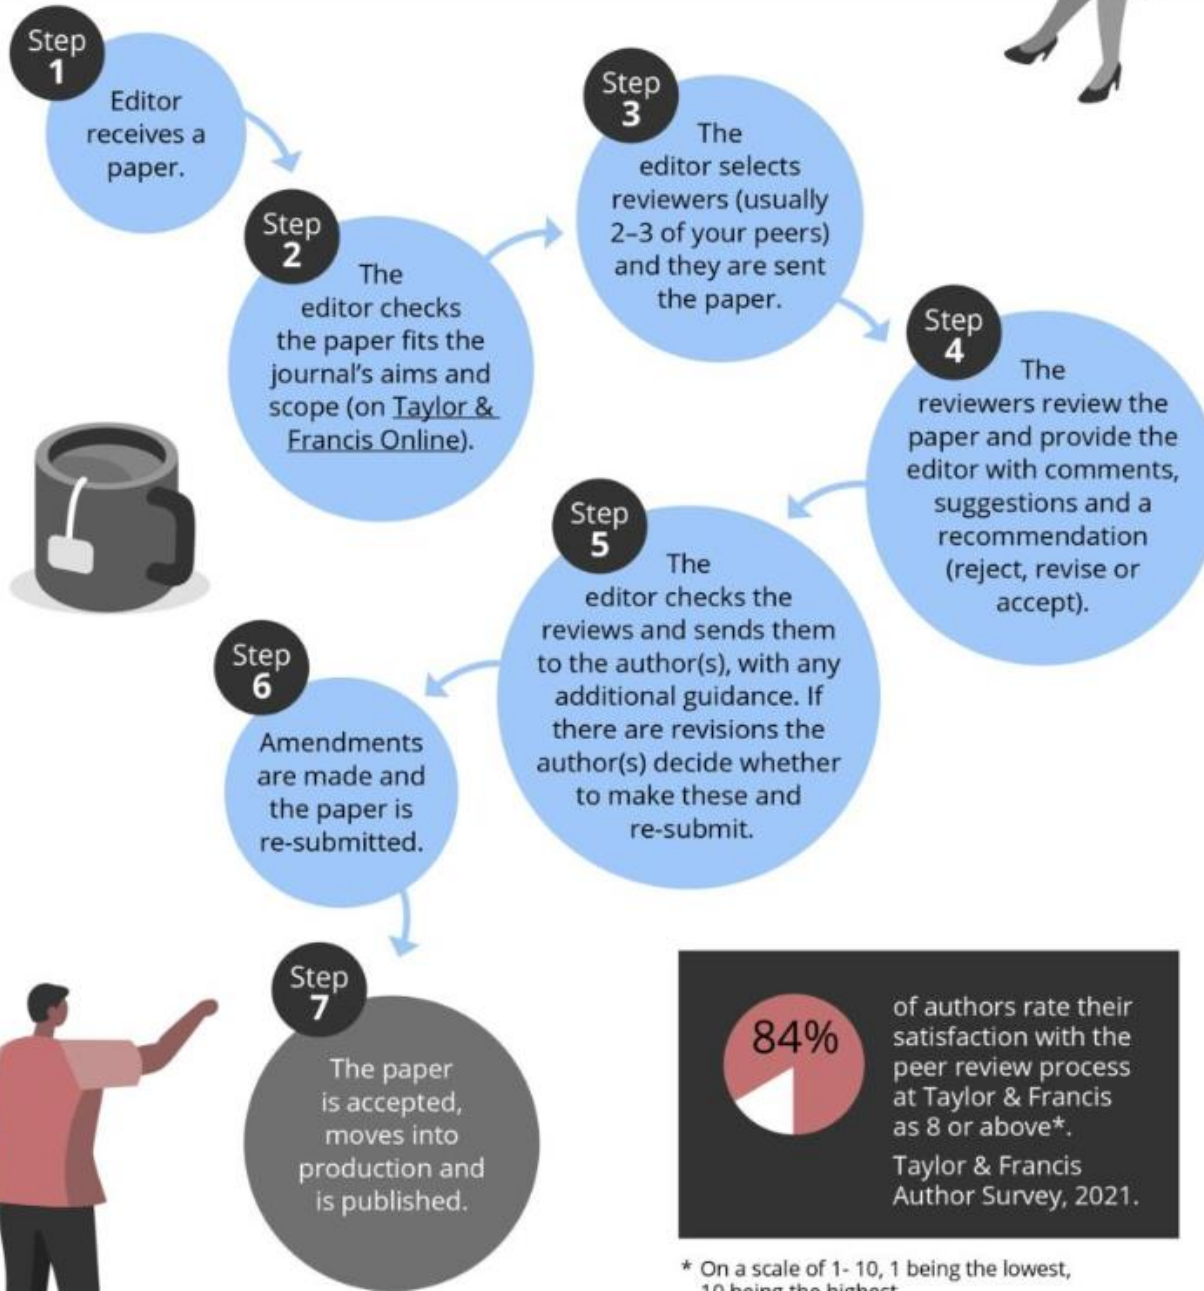 Step
1
Editor
receives a
paper.
Step
2
The
editor checks
the paper fits the
journal's aims and
scope (on Taylor &
Francis Online).
Step
3
The
editor selects
reviewers (usually
2–3 of your peers)
and they are sent
the paper.
Step
4
The
reviewers review the
paper and provide the
editor with comments,
suggestions and a
recommendation
(reject, revise or
accept).
Step
5
The
editor checks the
reviews and sends them
to the author(s), with any
additional guidance. If
there are revisions the
author(s) decide whether
to make these and
re-submit.
Step
6
Amendments
are made and
the paper is
re-submitted.
Step
7
The paper
is accepted,
moves into
production and
is published.
84%
of authors rate their
satisfaction with the
peer review process
at Taylor & Francis
as 8 or above*.
Taylor & Francis
Author Survey, 2021.
* On a scale of 1- 10, 1 being the lowest,
10 being the highest